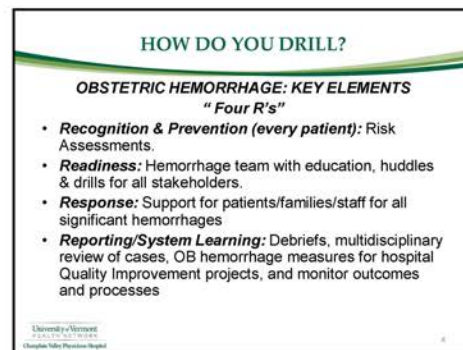 HOW DO YOU DRILL?
OBSTETRIC HEMORRHAGE: KEY ELEMENTS
“ Four R's”
• Recognition & Prevention (every patient): Risk
Assessments.
• Readiness: Hemorrhage team with education, huddles
& drills for all stakeholders.
• Response: Support for patients/families/staff for all
significant hemorrhages
• Reporting/System Learning: Debriefs, multidisciplinary
review of cases, OB hemorrhage measures for hospital
Quality Improvement projects, and monitor outcomes
and processes
University of Vermont
HEALTH NETWORK
Champlain Valley Physicians Hospital
4